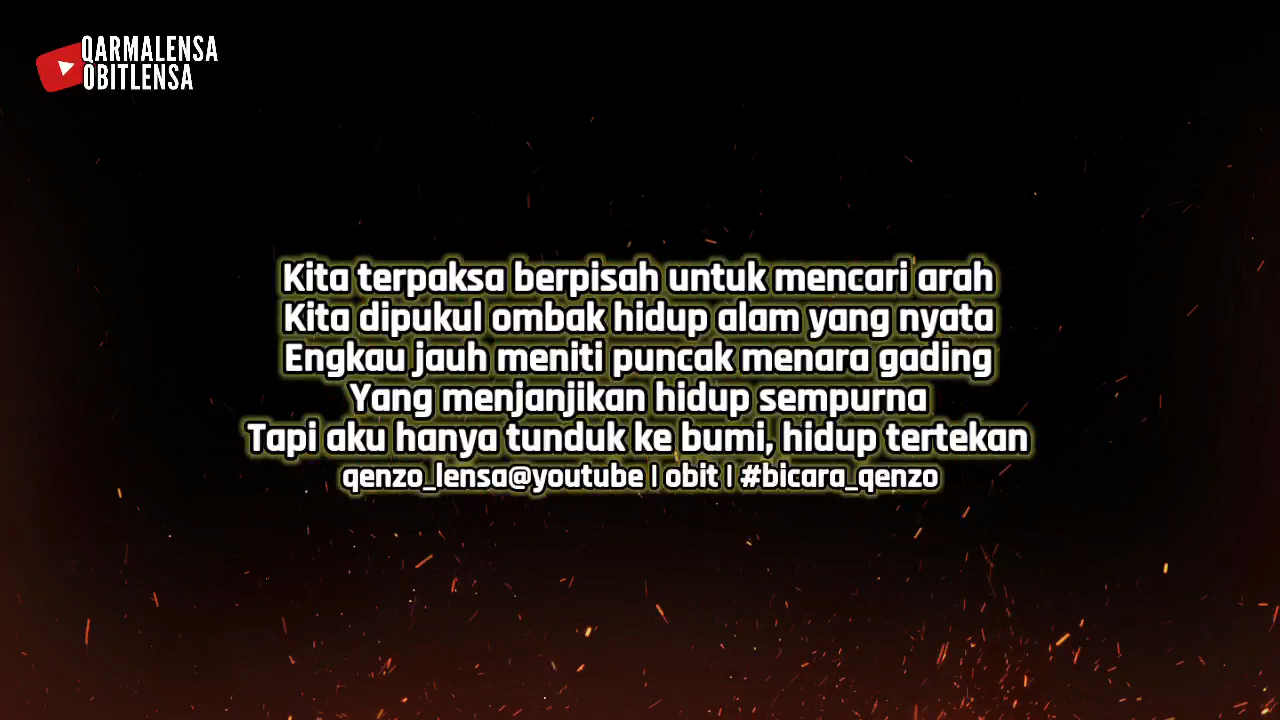 QARMALENSA
OBITLENSA
Kita terpaksa berpisah untuk mencari arah
Kita dipukul ombak hidup alam yang nyata
Engkau jauh meniti puncak menara gading
Yang menjanjikan hidup sempurna
Tapi aku hanya tunduk ke bumi, hidup tertekan
qenzo_lensa@youtube | obit | #bicara_qenzo